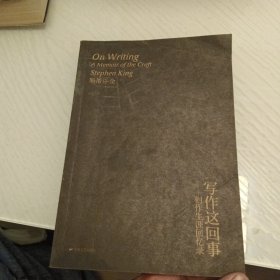 On Writing
A Memoir of the Craft
Stephen King
斯蒂芬·金
写作这回事
创作生涯回忆录